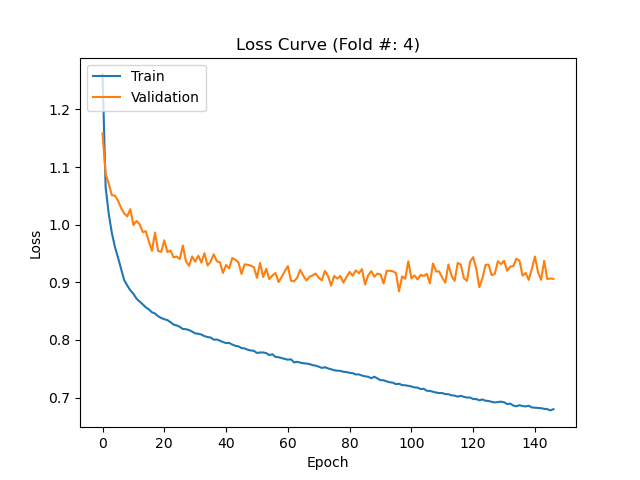 Loss Curve (Fold #: 4)
Train
Validation
1.2
1.1
1.0
0.9
0.8
0.7
Loss
0 20 40 60 80 100 120 140
Epoch